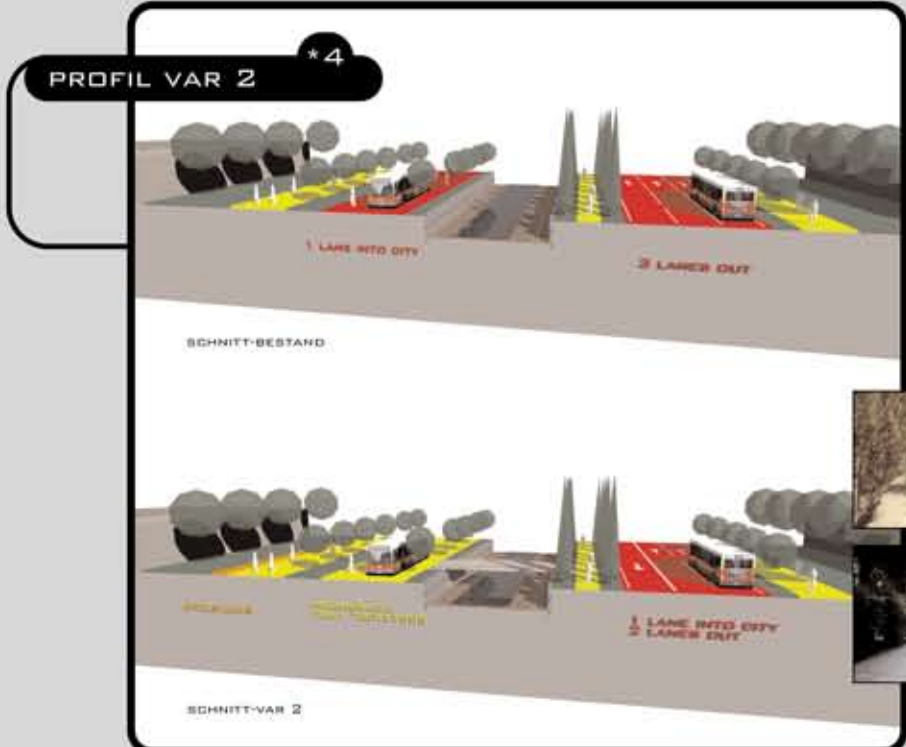 *4
PROFIL VAR 2
1 LANE INTO CITY
3 LANES OUT
SCHNITT-BESTAND
1 LANE INTO CITY
2 LANES OUT
SCHNITT-VAR 2